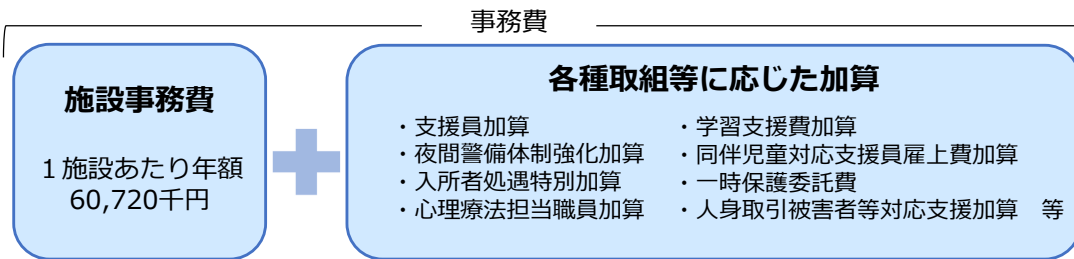 事務費
施設事務費
１施設あたり年額
60,720千円
各種取組等に応じた加算
・支援員加算
・夜間警備体制強化加算
・入所者処遇特別加算
・心理療法担当職員加算
・学習支援費加算
・同伴児童対応支援員雇上費加算
・一時保護委託費
・人身取引被害者等対応支援加算　等